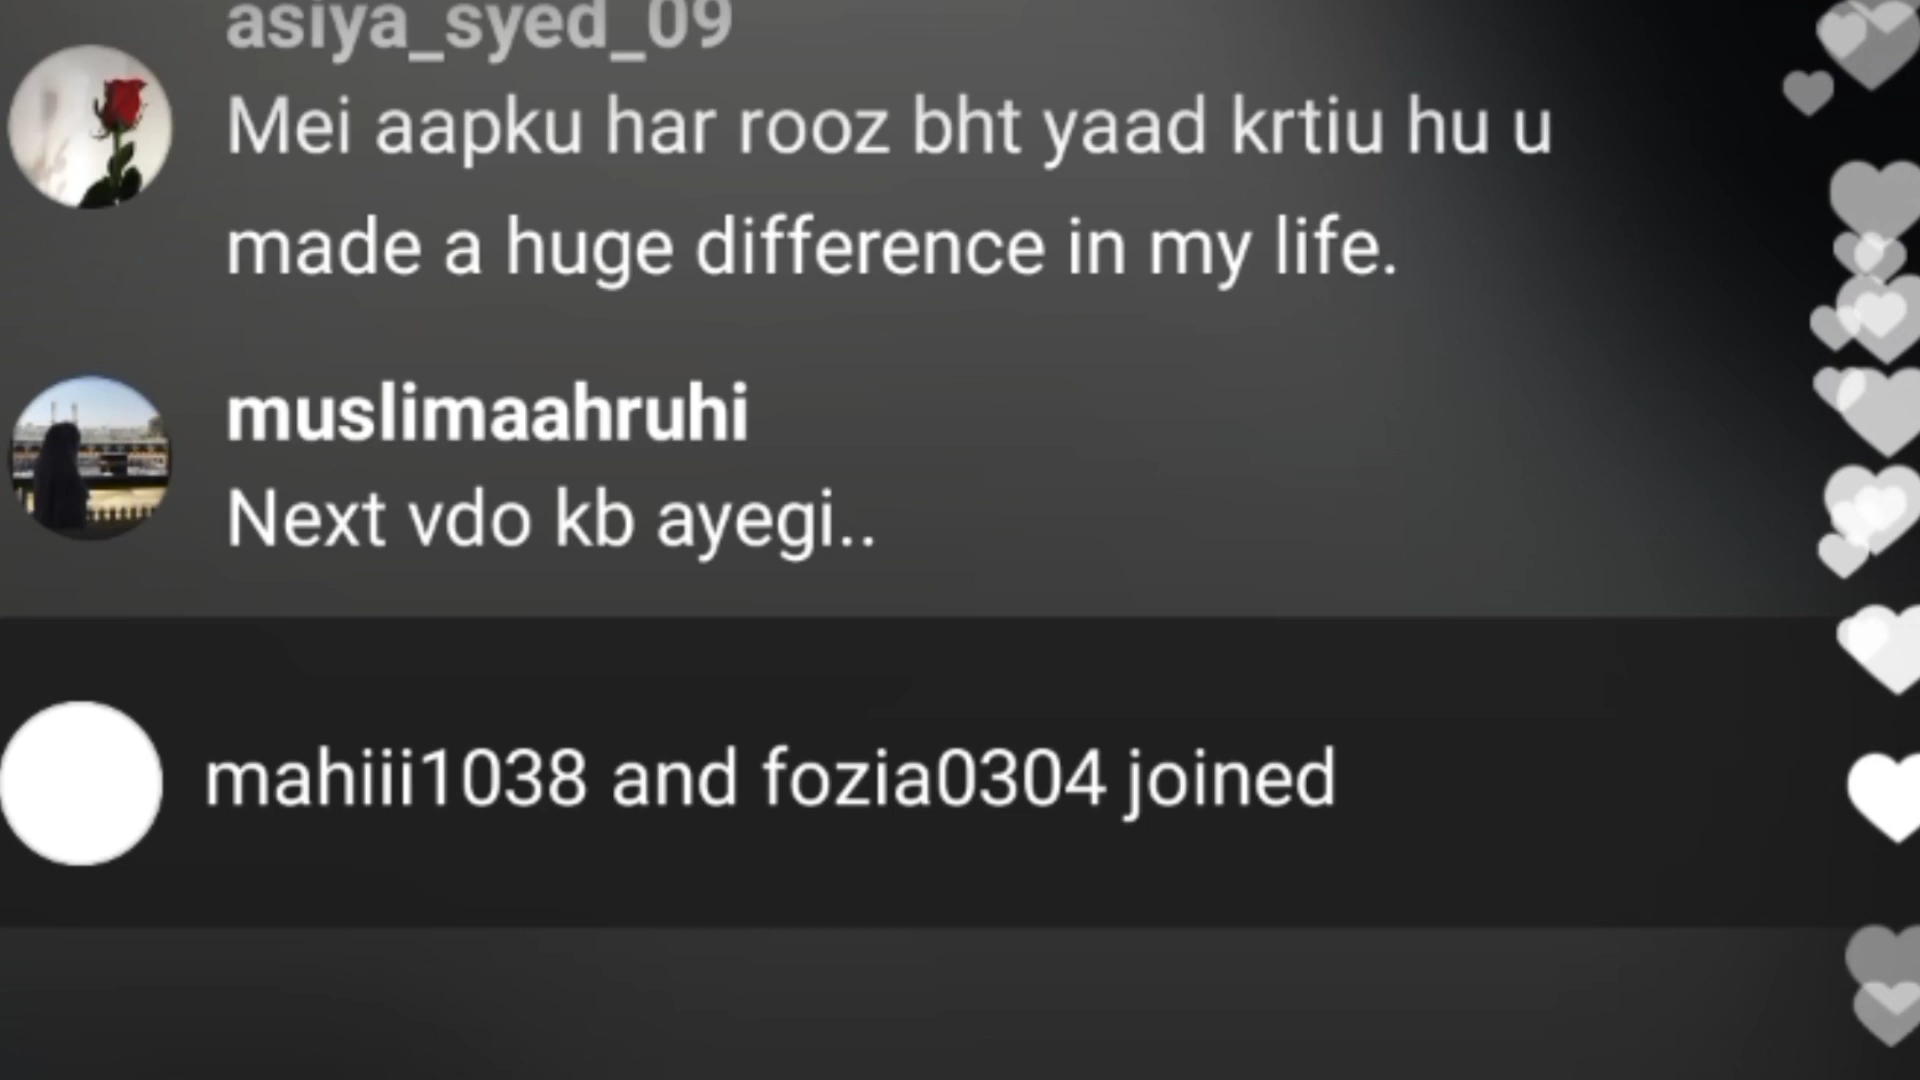 asiya_syed_09
Mei aapku har rooz bht yaad krtiu hu u
made a huge difference in my life.
muslimaahruhi
Next vdo kb ayegi..
mahiii1038 and fozia0304 joined